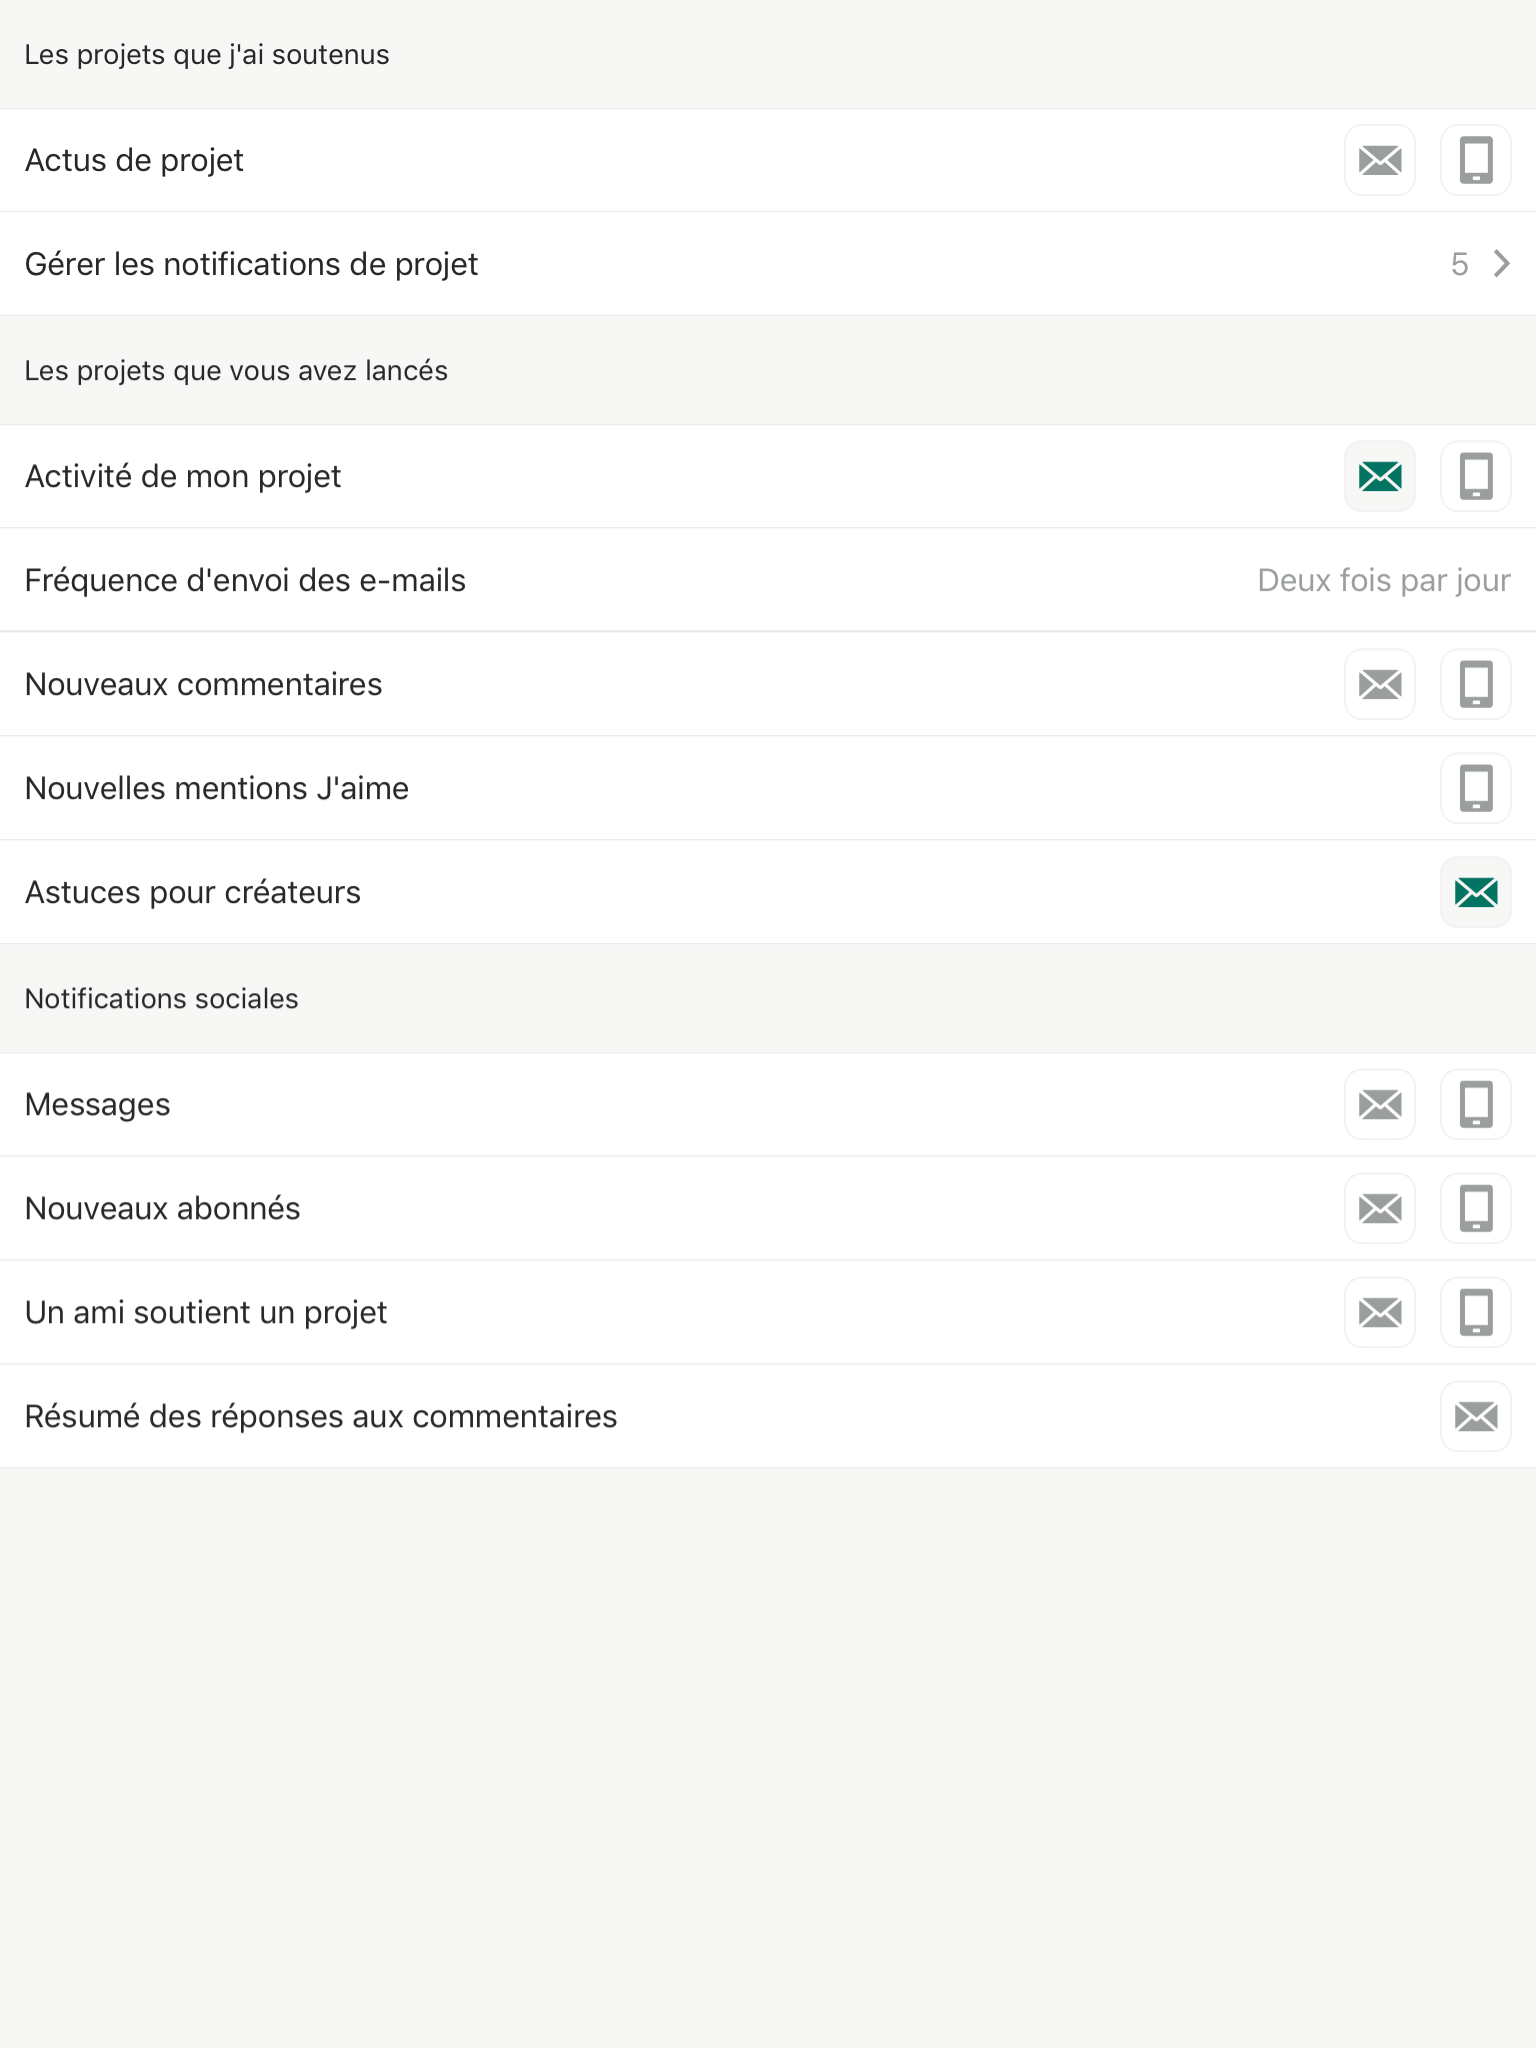 Les projets que j'ai soutenus
Actus de projet
Gérer les notifications de projet 5
Les projets que vous avez lancés
Activité de mon projet
Fréquence d'envoi des e-mails Deux fois par jour
Nouveaux commentaires
Nouvelles mentions J'aime
Astuces pour créateurs
Notifications sociales
Messages
Nouveaux abonnés
Un ami soutient un projet
Résumé des réponses aux commentaires